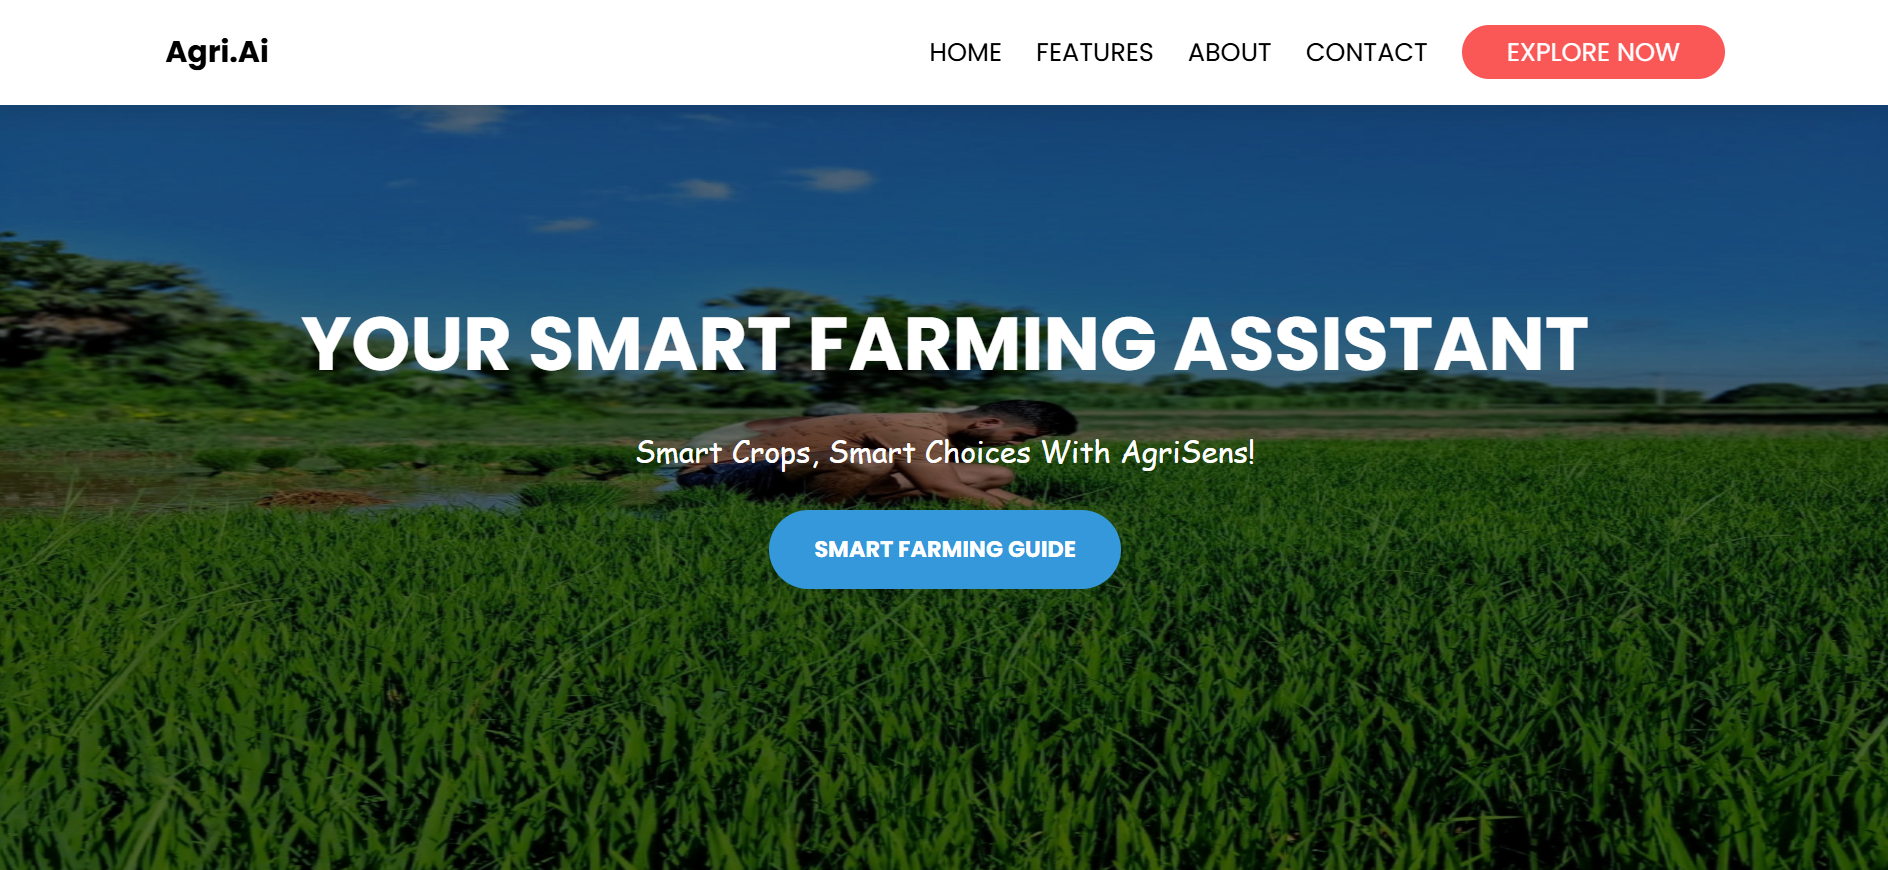 Agri.Ai
HOME FEATURES ABOUT CONTACT EXPLORE NOW
YOUR SMART FARMING ASSISTANT
Smart Crops, Smart Choices With AgriSens!
SMART FARMING GUIDE